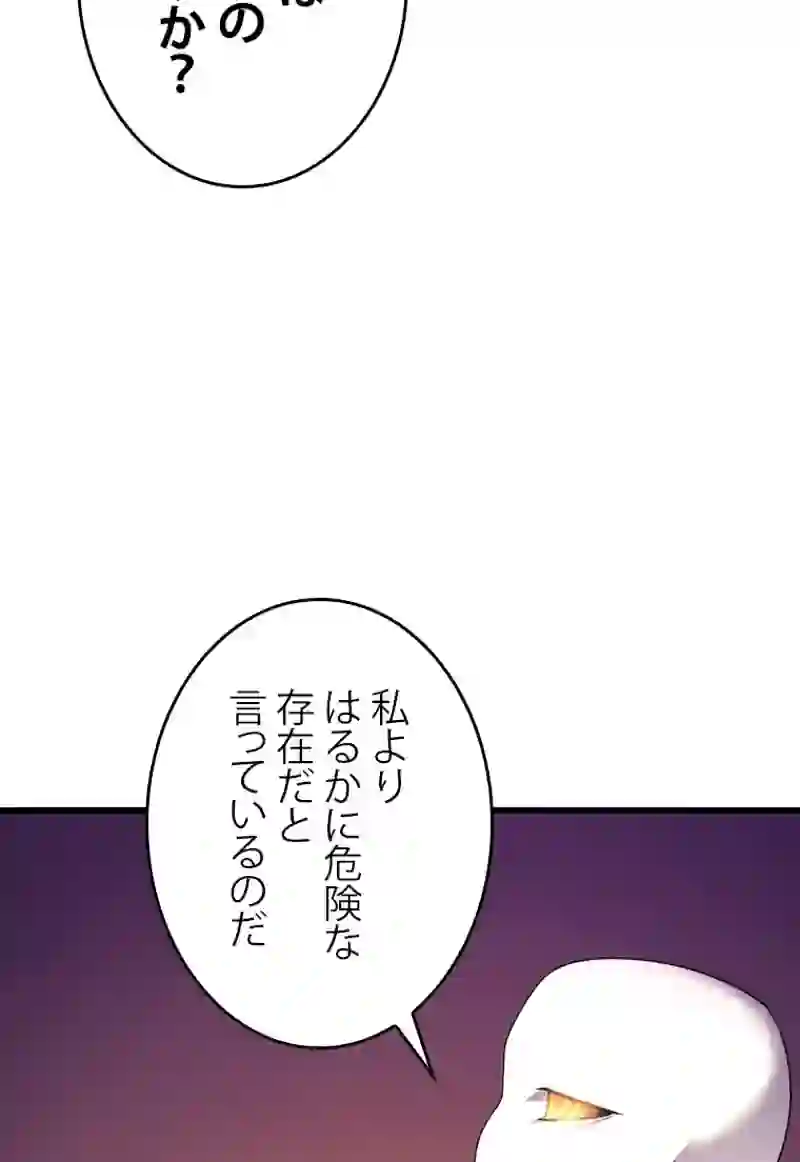 は
の
か?
私より
はるかに危険な
存在だと
言っているのだ